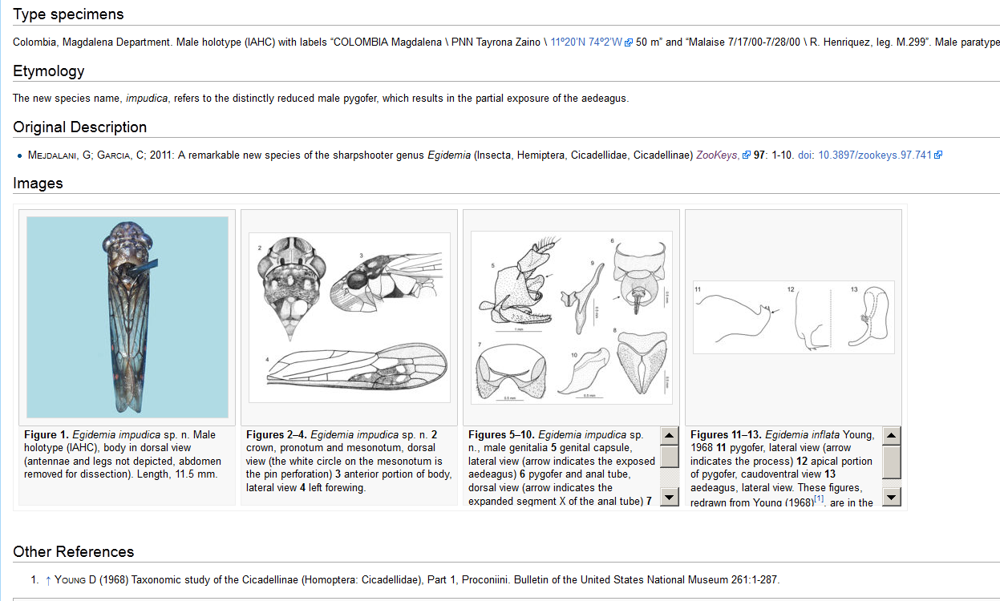 Type specimens
Colombia, Magdalena Department. Male holotype (IAHC) with labels “COLOMBIA Magdalena \ PNN Tayrona Zaino \ 11°20'N 74°2'W 50 m” and “Malaise 7/17/00-7/28/00 \ R. Henriquez, leg. M.299”. Male paratype
Etymology
The new species name, impudica, refers to the distinctly reduced male pygofer, which results in the partial exposure of the aedeagus.
Original Description
• MEJDALANI, G; GARCIA, C; 2011: A remarkable new species of the sharpshooter genus Egidemia (Insecta, Hemiptera, Cicadellidae, Cicadellinae) ZooKeys, 97: 1-10. doi: 10.3897/zookeys.97.741
Images
2
3
4
5
6
7
8
9
10
1 mm
0.5 mm
0.5 mm
0.5 mm
0.5 mm
0.5 mm
11
12
13
Figure 1. Egidemia impudica sp. n. Male
holotype (IAHC), body in dorsal view
(antennae and legs not depicted, abdomen
removed for dissection). Length, 11.5 mm.
Figures 2–4. Egidemia impudica sp. n. 2
crown, pronotum and mesonotum, dorsal
view (the white circle on the mesonotum is
the pin perforation) 3 anterior portion of body,
lateral view 4 left forewing.
Figures 5–10. Egidemia impudica sp.
n., male genitalia 5 genital capsule,
lateral view (arrow indicates the exposed
aedeagus) 6 pygofer and anal tube,
dorsal view (arrow indicates the
expanded segment X of the anal tube) 7
Figures 11–13. Egidemia inflata Young,
1968 11 pygofer, lateral view (arrow
indicates the process) 12 apical portion
of pygofer, caudoventral view 13
aedeagus, lateral view. These figures,
redrawn from Young (1968)[1], are in the
Other References
1. ↑ YOUNG D (1968) Taxonomic study of the Cicadellinae (Homoptera: Cicadellidae), Part 1, Proconiini. Bulletin of the United States National Museum 261:1-287.